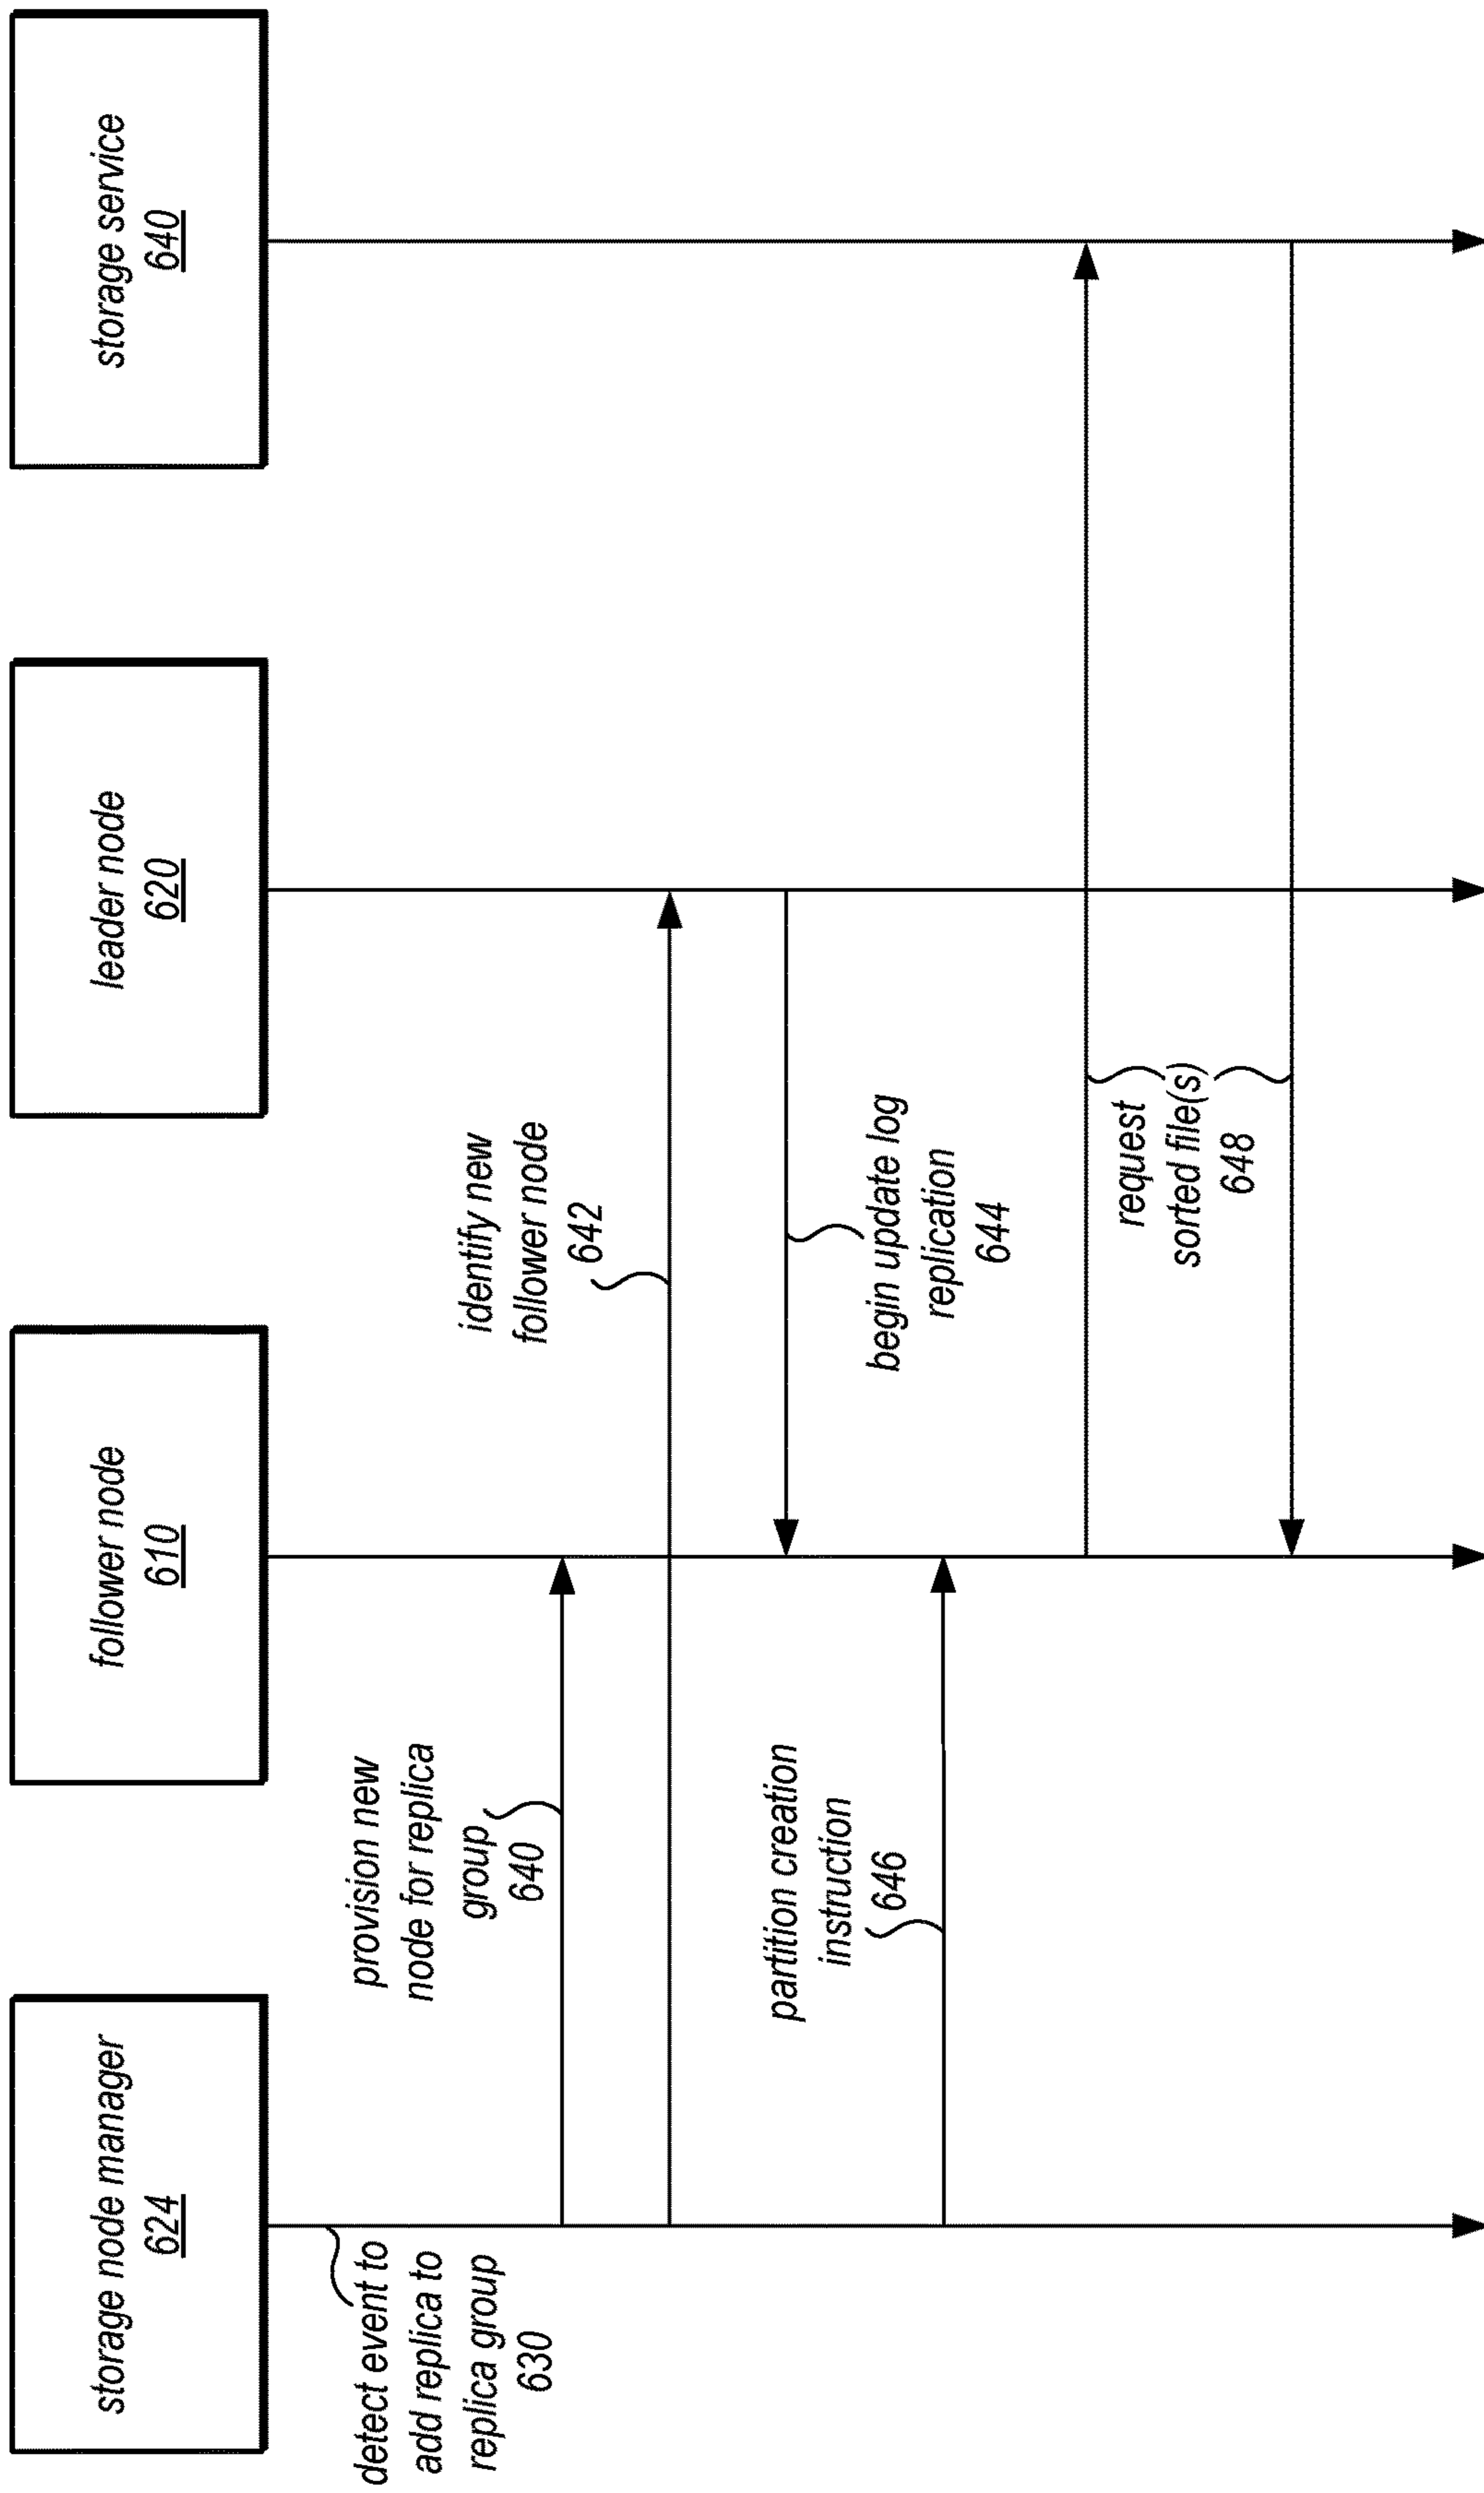 storage node manager
624
follower node
610
leader node
620
storage service
640
detect event to
add replica to
replica group
630
provision new
node for replica
group
640
identify new
follower node
642
begin update log
replication
644
partition creation
instruction
646
request
sorted file(s)
648